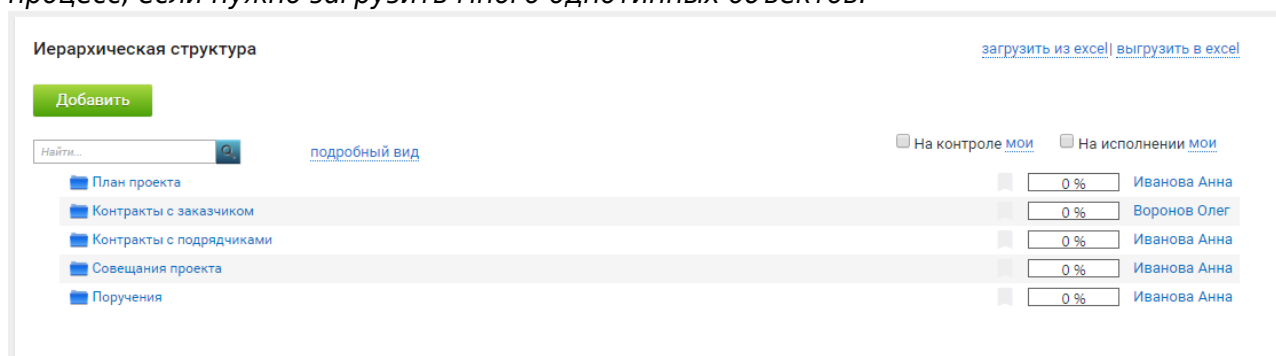 процесс, если нужно загрузить много однотипных объектов.
Иерархическая структура
загрузить из excel| выгрузить в excel
Добавить
Найти... подробный вид На контроле мои На исполнении мои
План проекта 0 % Иванова Анна
Контракты с заказчиком 0 % Воронов Олег
Контракты с подрядчиками 0 % Иванова Анна
Совещания проекта 0 % Иванова Анна
Поручения 0 % Иванова Анна